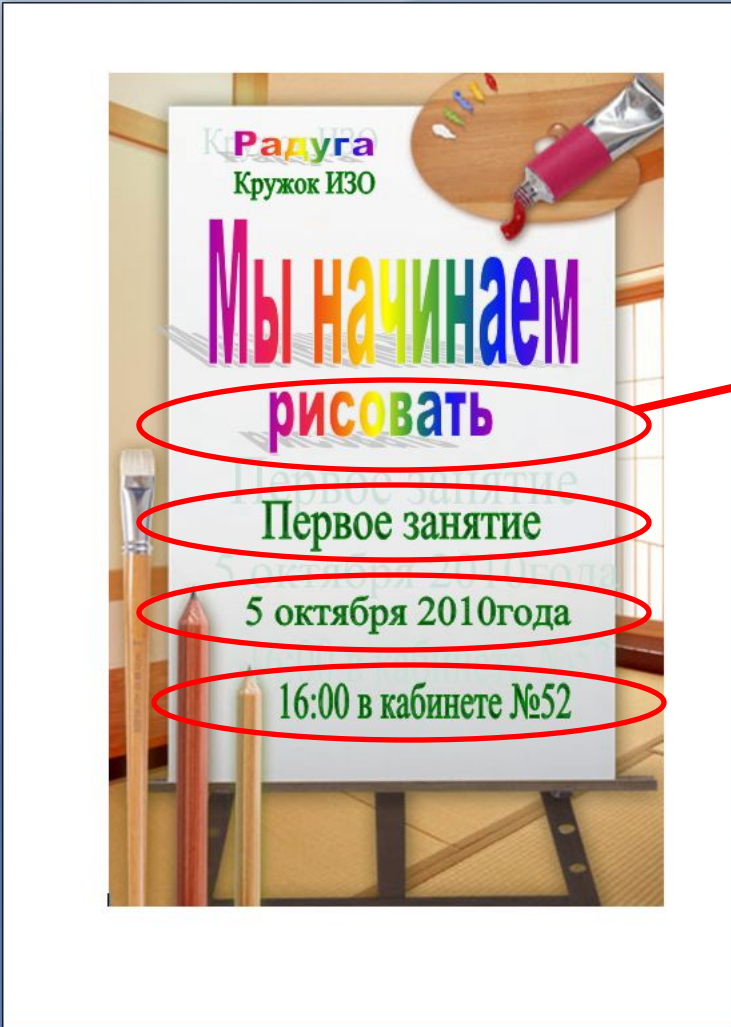 Радуга
Кружок ИЗО
Мы начинаем
рисовать
Первое занятие
5 октября 2010года
16:00 в кабинете №52